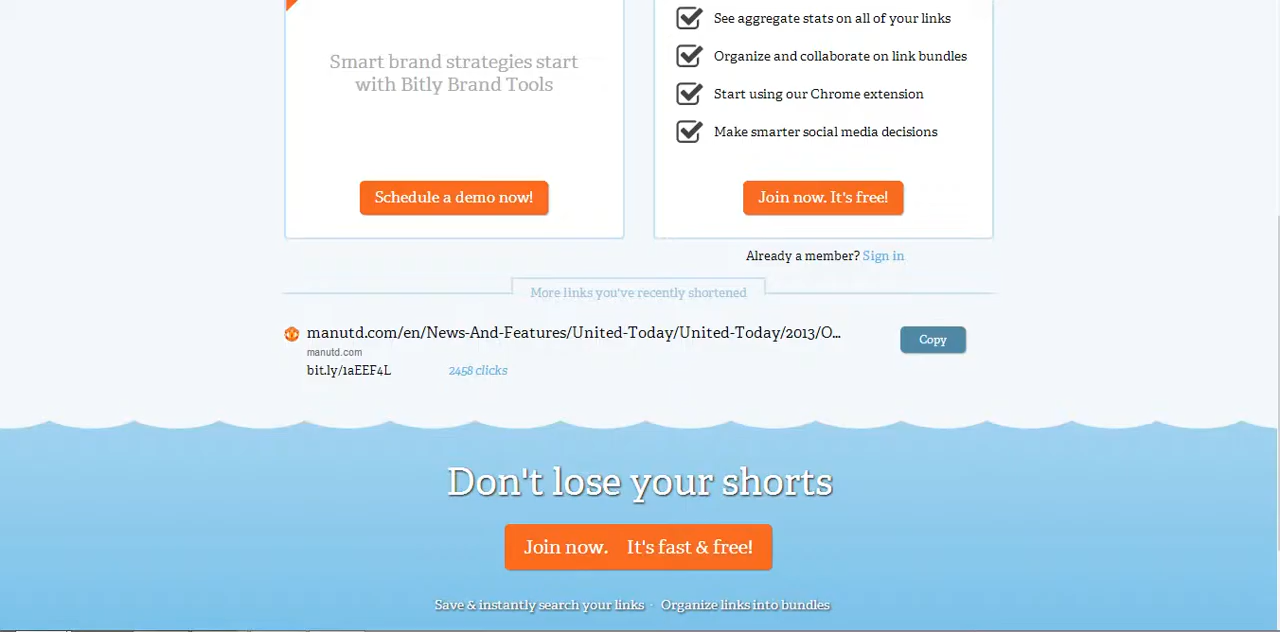 Smart brand strategies start
with Bitly Brand Tools
Schedule a demo now!
See aggregate stats on all of your links
Organize and collaborate on link bundles
Start using our Chrome extension
Make smarter social media decisions
Join now. It's free!
Already a member? Sign in
More links you've recently shortened
manutd.com/en/News-And-Features/United-Today/United-Today/2013/O...
Copy
manutd.com
bit.ly/1aEEF4L 2458 clicks
Don't lose your shorts
Join now. It's fast & free!
Save & instantly search your links · Organize links into bundles